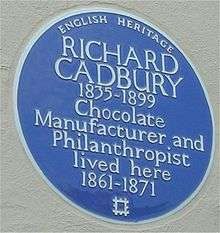 ENGLISH HERITAGE
RICHARD
CADBURY
1835-1899
Chocolate
Manufacturer and
Philanthropist
lived here
1861-1871